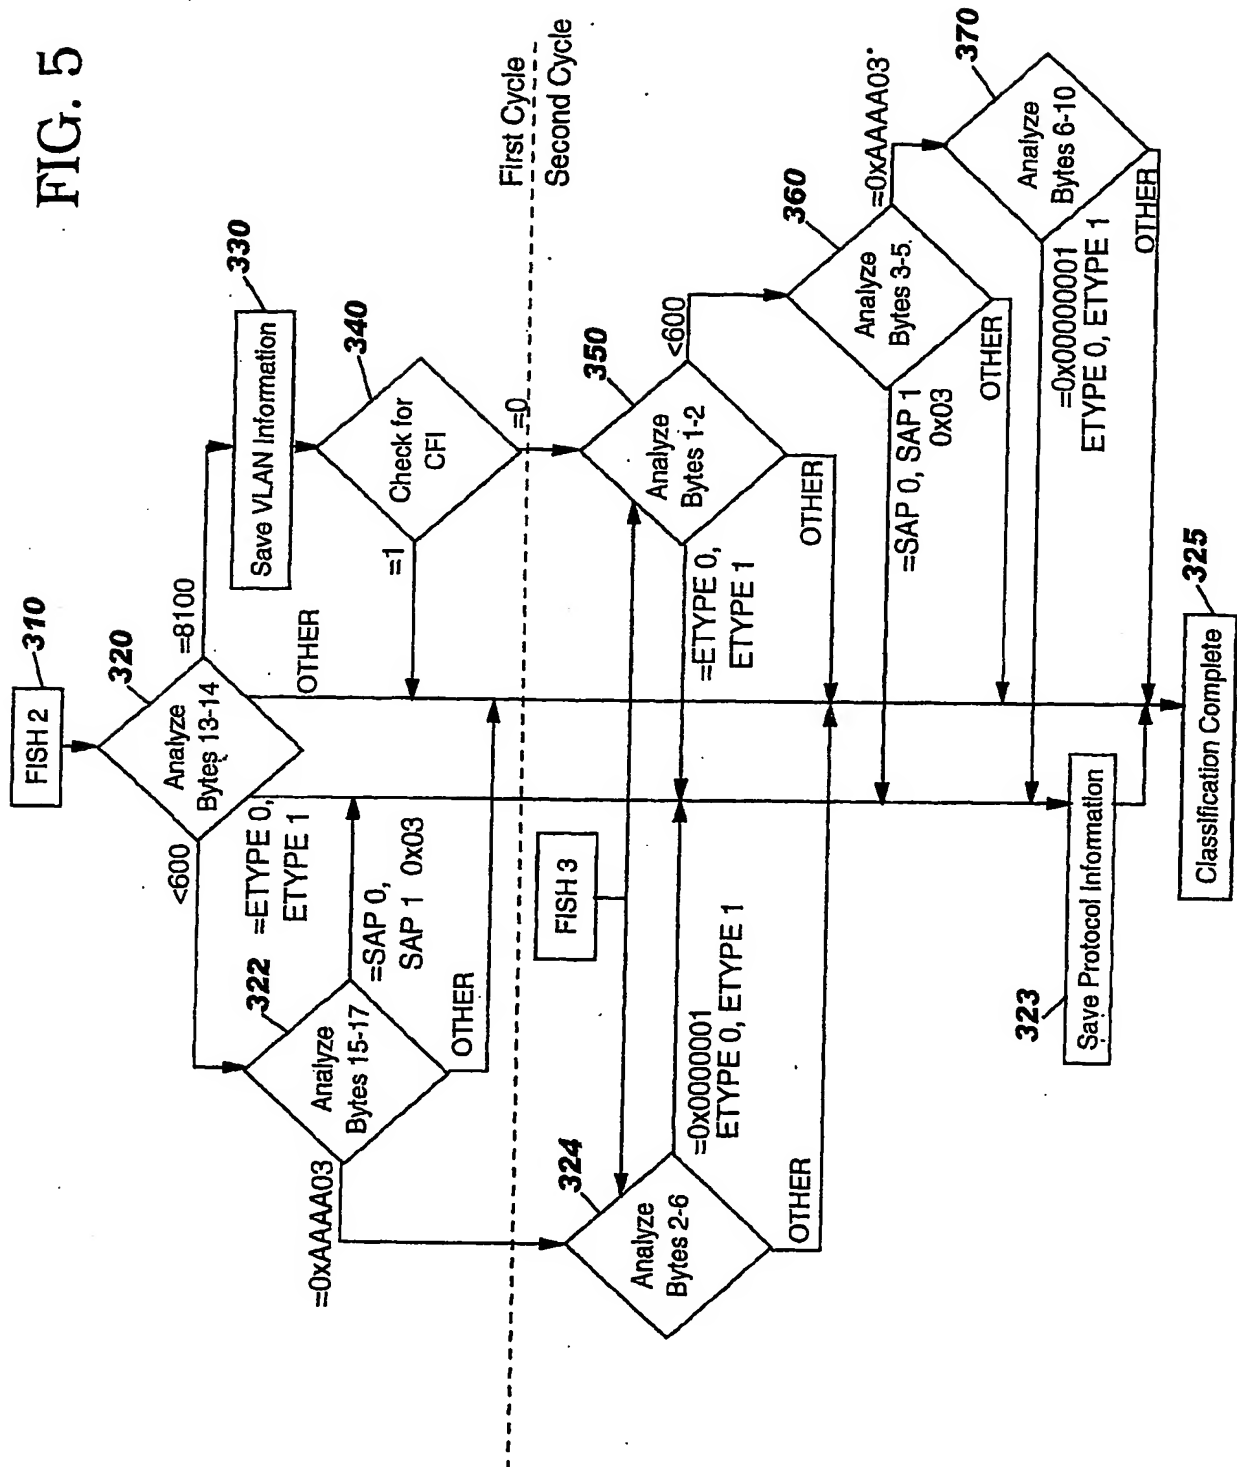 FIG. 5
FISH 2
310
320
Analyze
Bytes 13-14
=8100
<600
=ETYPE 0,
ETYPE 1
OTHER
330
Save VLAN Information
340
Check for
CFI
=1
=0
322
Analyze
Bytes 15-17
=SAP 0,
SAP 1 0x03
OTHER
=0xAAAA03
First Cycle
Second Cycle
FISH 3
324
Analyze
Bytes 2-6
=0x0000001
ETYPE 0, ETYPE 1
OTHER
350
Analyze
Bytes 1-2
<600
=ETYPE 0,
ETYPE 1
OTHER
360
Analyze
Bytes 3-5
=0xAAAA03
=SAP 0, SAP 1
0x03
OTHER
370
Analyze
Bytes 6-10
=0x00000001
ETYPE 0, ETYPE 1
OTHER
323
Save Protocol Information
325
Classification Complete